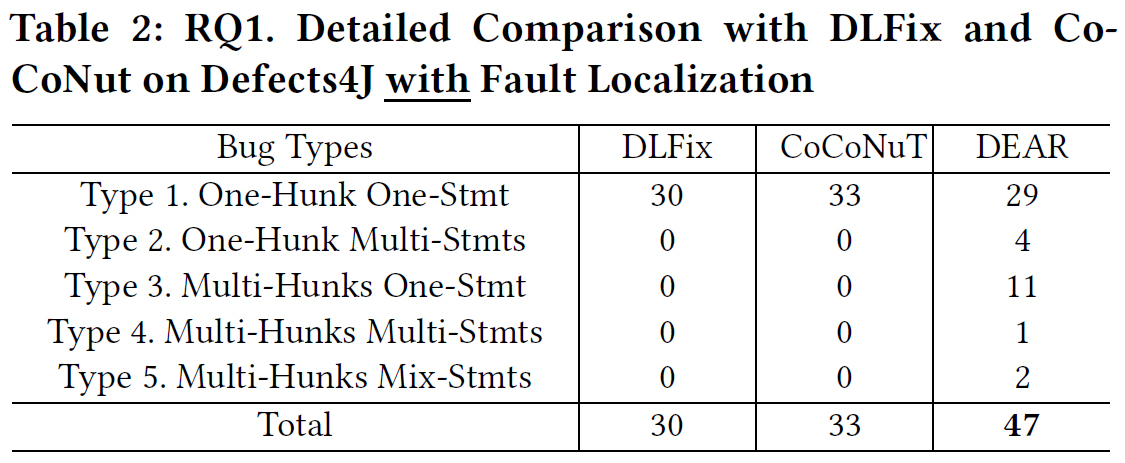 Table 2: RQ1. Detailed Comparison with DLFix and Co-
CoNut on Defects4J with Fault Localization
Bug Types DLFix CoCoNuT DEAR
Type 1. One-Hunk One-Stmt 30 33 29
Type 2. One-Hunk Multi-Stmts 0 0 4
Type 3. Multi-Hunks One-Stmt 0 0 11
Type 4. Multi-Hunks Multi-Stmts 0 0 1
Type 5. Multi-Hunks Mix-Stmts 0 0 2
Total 30 33 47